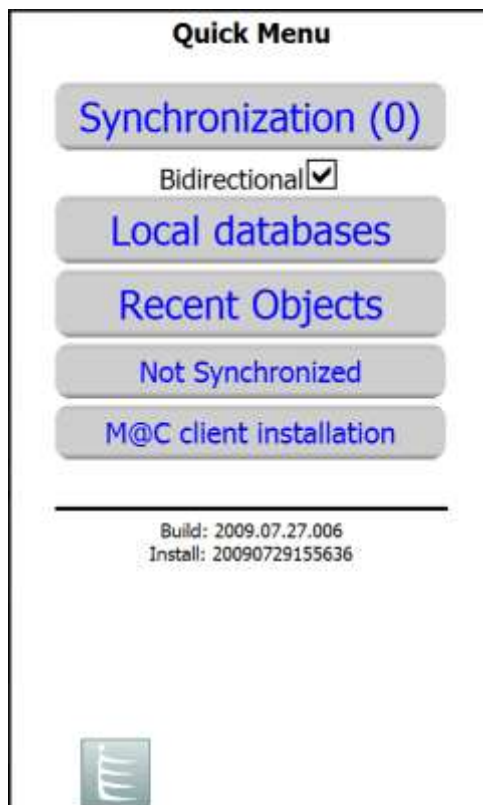 Quick Menu
Synchronization (0)
Bidirectional
Local databases
Recent Objects
Not Synchronized
M@C client installation
Build: 2009.07.27.006
Install: 20090729155636